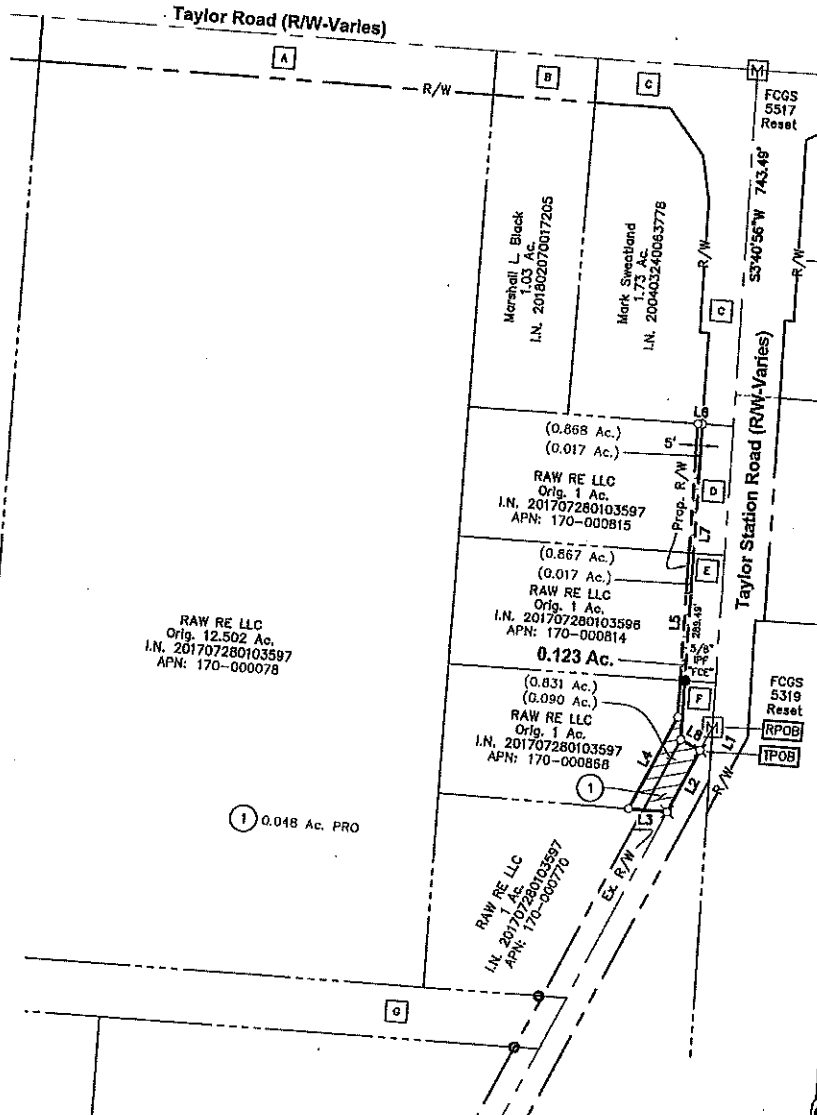 Taylor Road (R/W-Varies)
A
B
C
M
R/W
FCGS
5517
Reset
S3°40'56"W 743.49'
Marshall L. Black
1.03 Ac.
I.N. 201802070017205
Mark Sweatland
1.73 Ac.
I.N. 200403240063778
R/W
R/W
C
Taylor Station Road (R/W-Varies)
L6
(0.868 Ac.)
(0.017 Ac.)
5'
RAW RE LLC
Orig. 1 Ac.
I.N. 201707280103597
APN: 170-000815
Prop. R/W
D
L7
(0.867 Ac.)
(0.017 Ac.)
E
RAW RE LLC
Orig. 1 Ac.
I.N. 201707280103598
APN: 170-000814
L5
289.49'
5/8"
IPF
"FCE"
0.123 Ac.
RAW RE LLC
Orig. 12.502 Ac.
I.N. 201707280103597
APN: 170-000078
(0.831 Ac.)
(0.090 Ac.)
F
FCGS
5319
Reset
RAW RE LLC
Orig. 1 Ac.
I.N. 201707280103597
APN: 170-000868
M
RPOB
TPOB
L8
L1
L4
L2
R/W
1
L3
1 0.048 Ac. PRO
Ex. R/W
RAW RE LLC
1 Ac.
I.N. 201707280103597
APN: 170-000770
G